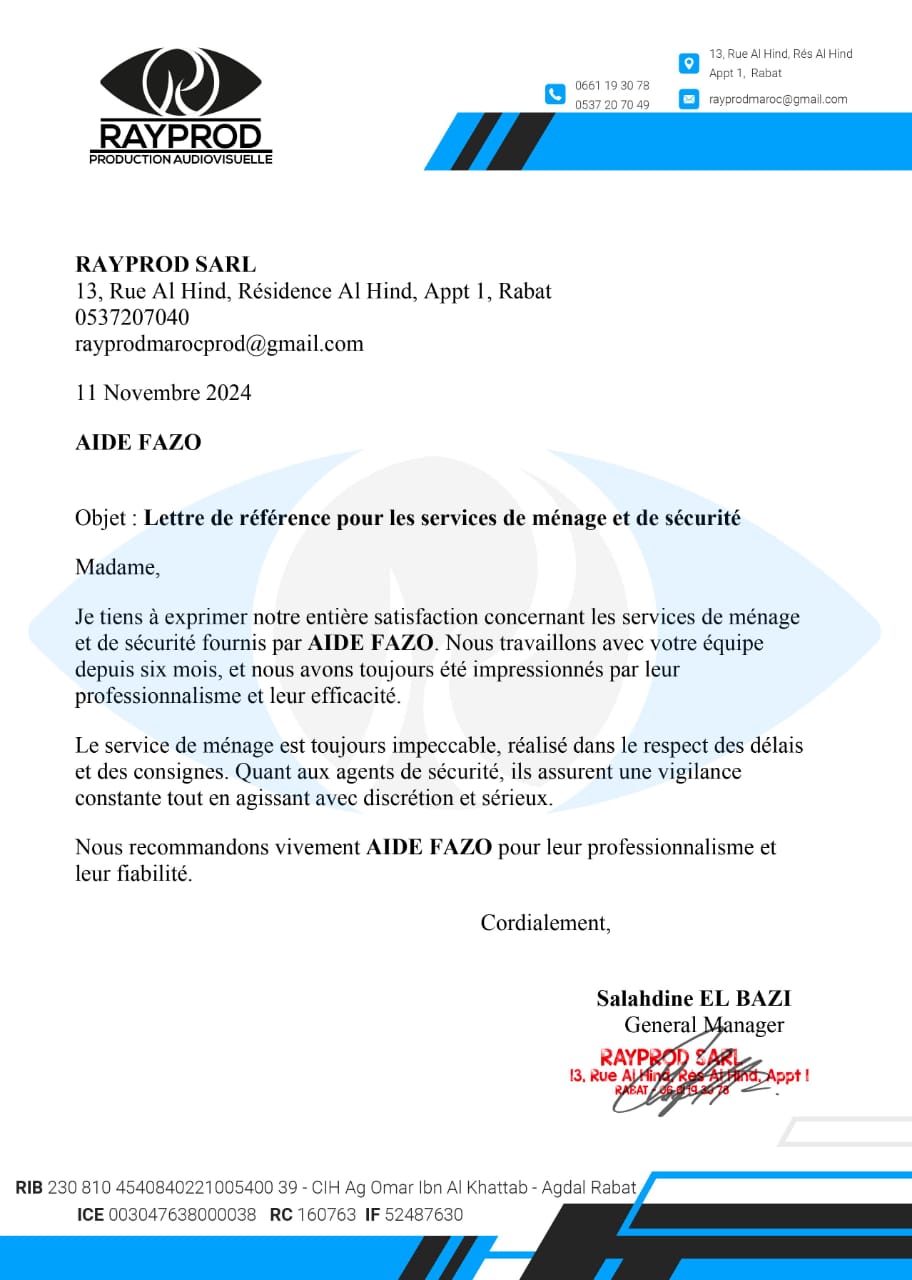 RAYPROD
PRODUCTION AUDIOVISUELLE
0661 19 30 78
0537 20 70 49
13, Rue Al Hind, Rés Al Hind
Appt 1, Rabat
rayprodmaroc@gmail.com
RAYPROD SARL
13, Rue Al Hind, Résidence Al Hind, Appt 1, Rabat
0537207040
rayprodmarocprod@gmail.com
11 Novembre 2024
AIDE FAZO
Objet : Lettre de référence pour les services de ménage et de sécurité
Madame,
Je tiens à exprimer notre entière satisfaction concernant les services de ménage
et de sécurité fournis par AIDE FAZO. Nous travaillons avec votre équipe
depuis six mois, et nous avons toujours été impressionnés par leur
professionnalisme et leur efficacité.
Le service de ménage est toujours impeccable, réalisé dans le respect des délais
et des consignes. Quant aux agents de sécurité, ils assurent une vigilance
constante tout en agissant avec discrétion et sérieux.
Nous recommandons vivement AIDE FAZO pour leur professionnalisme et
leur fiabilité.
Cordialement,
Salahdine EL BAZI
General Manager
RAYPROD SARL
13, Rue Al Hind, Rés Al Hind, Appt 1
RABAT - 06 61 19 30 78
RIB 230 810 4540840221005400 39 - CIH Ag Omar Ibn Al Khattab - Agdal Rabat
ICE 003047638000038 RC 160763 IF 52487630